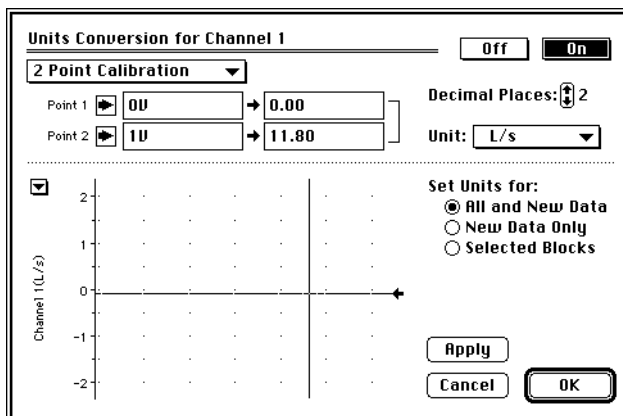 Units Conversion for Channel 1
Off On
2 Point Calibration
Point 1 0V 0.00
Point 2 1V 11.80
Decimal Places: 2
Unit: L/s
Set Units for:
All and New Data
New Data Only
Selected Blocks
Channel 1(L/s)
2
1
0
-1
-2
Apply
Cancel OK